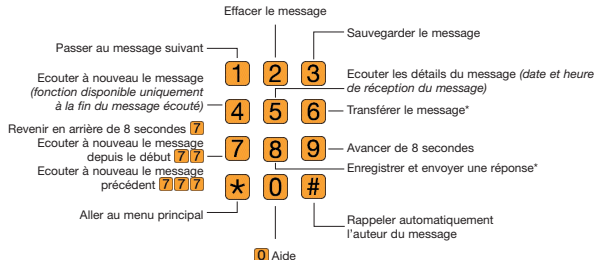 Effacer le message
Passer au message suivant
Sauvegarder le message
1 2 3
Ecouter à nouveau le message
(fonction disponible uniquement
à la fin du message écouté)
Ecouter les détails du message (date et heure
de réception du message)
4 5 6
Transférer le message*
Revenir en arrière de 8 secondes 7
Ecouter à nouveau le message
depuis le début 7 7
7 8 9
Avancer de 8 secondes
Enregistrer et envoyer une réponse*
Ecouter à nouveau le message
précédent 7 7 7
* 0 #
Aller au menu principal
Rappeler automatiquement
l'auteur du message
0 Aide